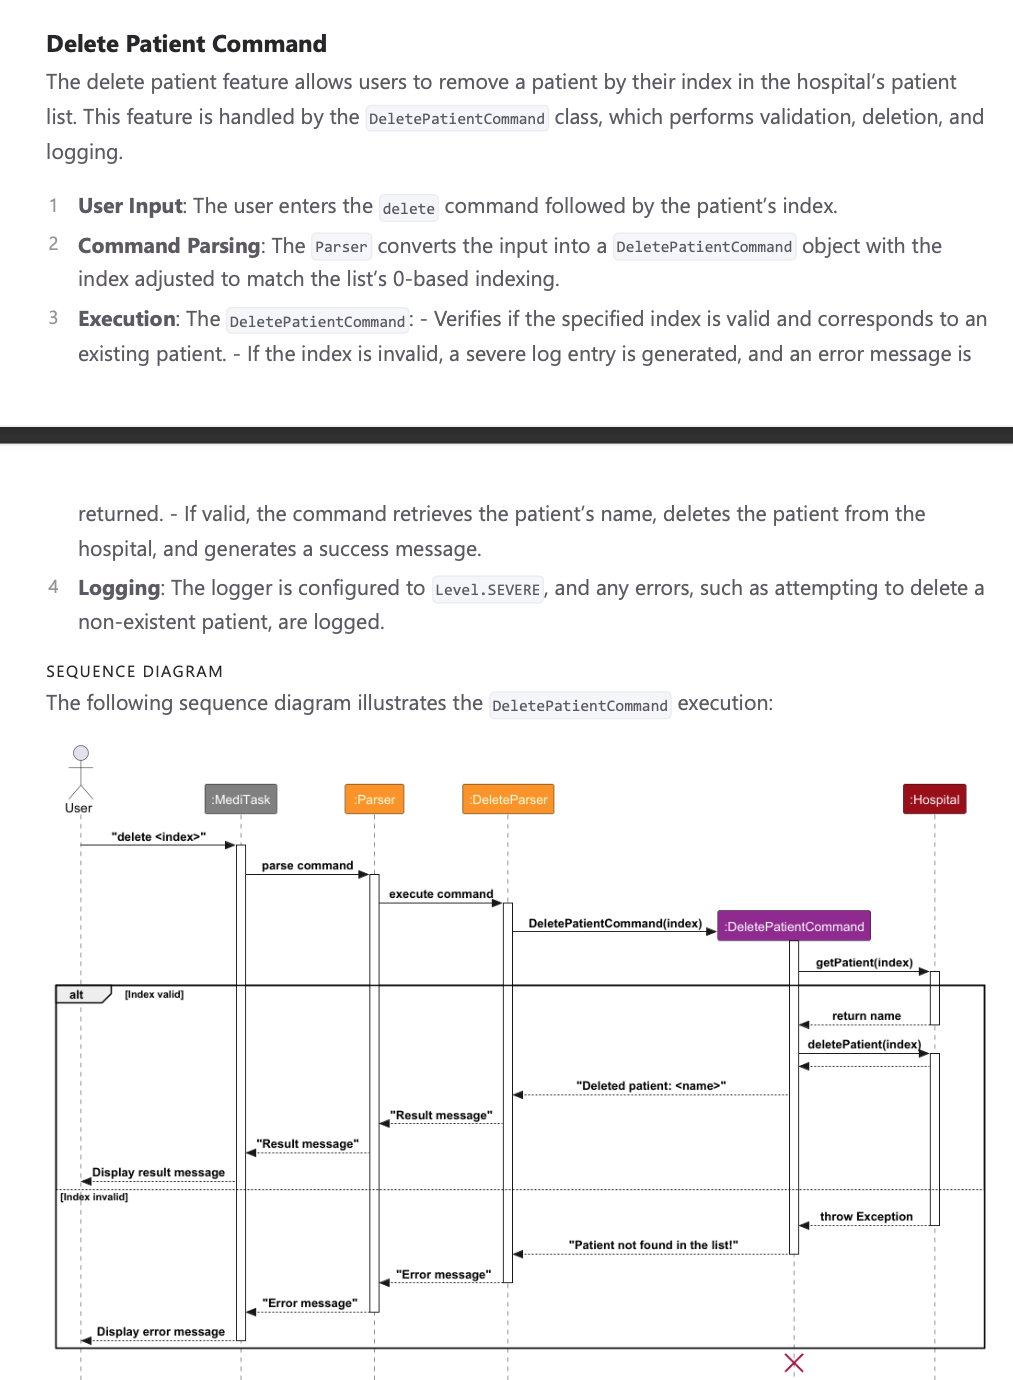 Delete Patient Command
The delete patient feature allows users to remove a patient by their index in the hospital's patient
list. This feature is handled by the DeletePatientCommand class, which performs validation, deletion, and
logging.
1 User Input: The user enters the delete command followed by the patient's index.
2 Command Parsing: The Parser converts the input into a DeletePatientCommand object with the
index adjusted to match the list's 0-based indexing.
3 Execution: The DeletePatientCommand: - Verifies if the specified index is valid and corresponds to an
existing patient. - If the index is invalid, a severe log entry is generated, and an error message is
returned. - If valid, the command retrieves the patient's name, deletes the patient from the
hospital, and generates a success message.
4 Logging: The logger is configured to Level.SEVERE, and any errors, such as attempting to delete a
non-existent patient, are logged.
SEQUENCE DIAGRAM
The following sequence diagram illustrates the DeletePatientCommand execution:
User
:MediTask
:Parser
:DeleteParser
:Hospital
"delete <index>"
parse command
execute command
DeletePatientCommand(index)
:DeletePatientCommand
getPatient(index)
alt
[Index valid]
return name
deletePatient(index)
"Deleted patient: <name>"
"Result message"
"Result message"
Display result message
[Index invalid]
throw Exception
"Patient not found in the list!"
"Error message"
"Error message"
Display error message